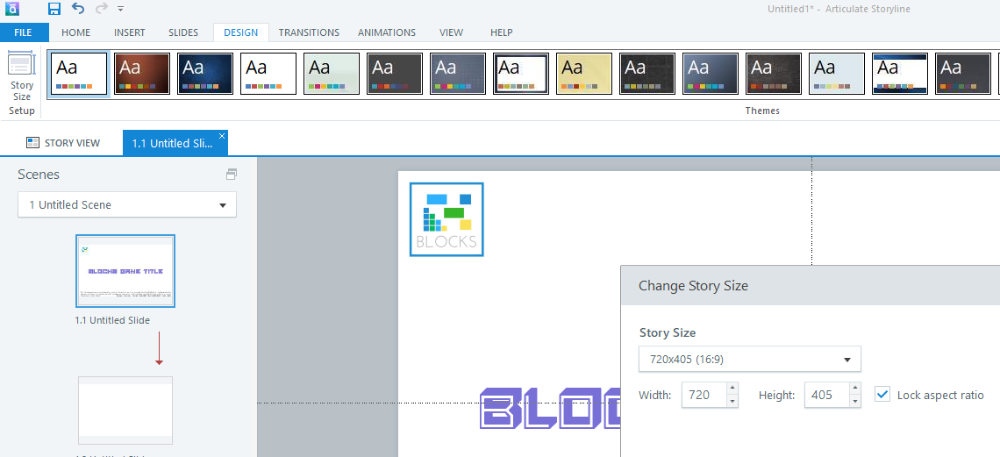 Untitled1* - Articulate Storyline
FILE HOME INSERT SLIDES DESIGN TRANSITIONS ANIMATIONS VIEW HELP
Aa Aa Aa Aa Aa Aa Aa Aa Aa Aa Aa Aa Aa Aa Aa
Story
Size
Setup
Themes
STORY VIEW
1.1 Untitled Sli...
Scenes
1 Untitled Scene
BLOCKS
BLOCKS GAME TITLE
1.1 Untitled Slide
Change Story Size
Story Size
720x405 (16:9)
Width: 720 Height: 405 Lock aspect ratio